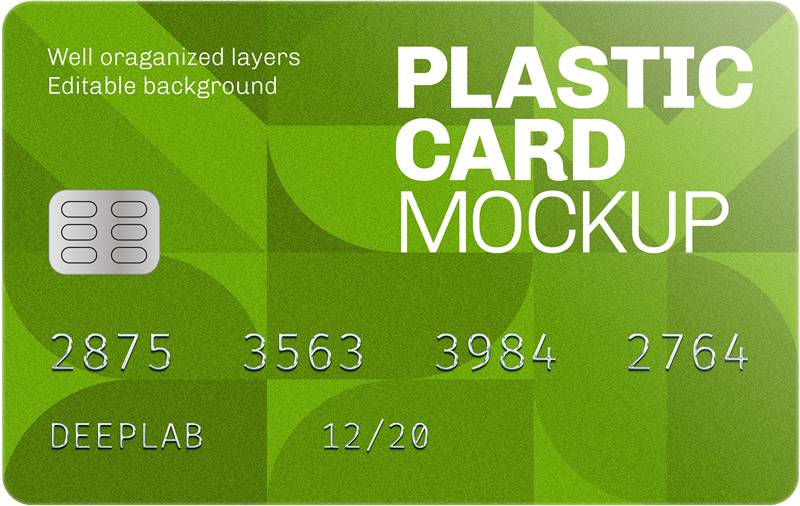 Well oraganized layers
Editable background
PLASTIC
CARD
MOCKUP
2875 3563 3984 2764
DEEPLAB 12/20